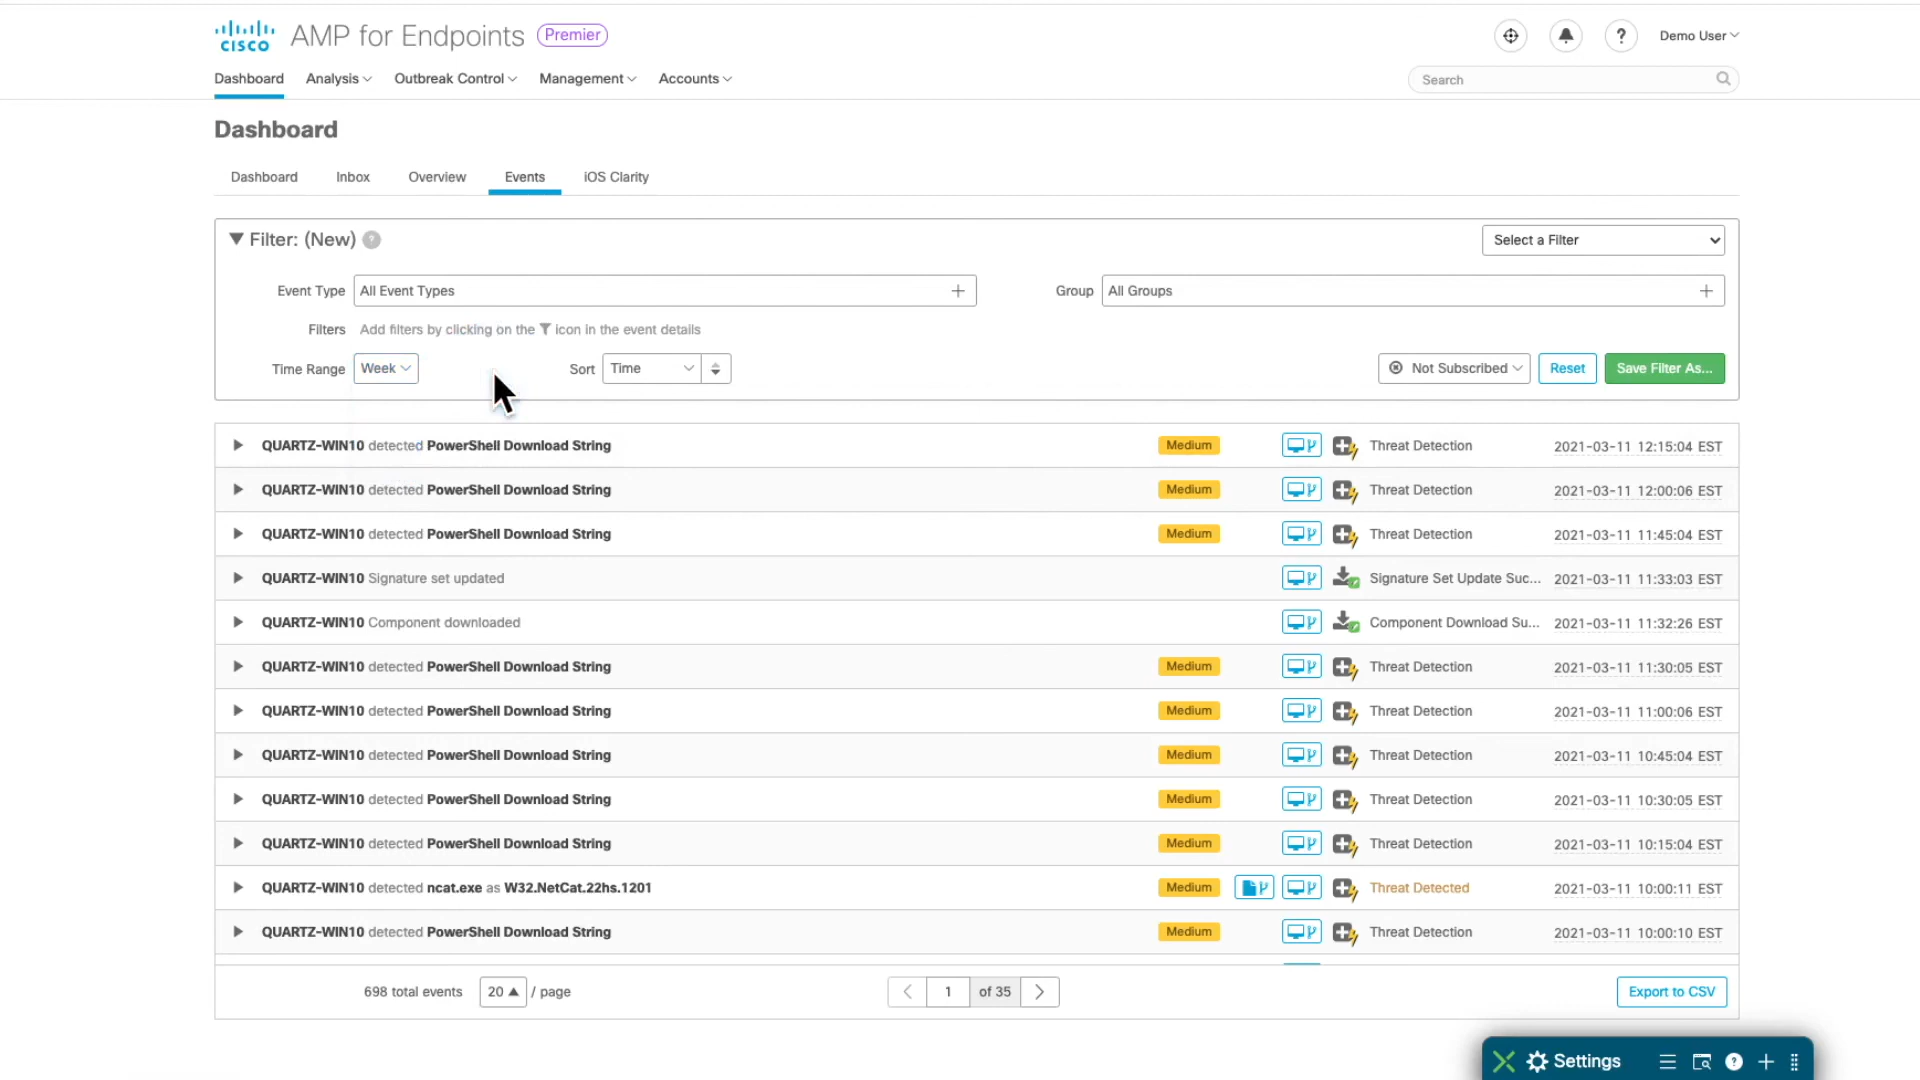 CISCO AMP for Endpoints Premier
? Demo User
Dashboard Analysis Outbreak Control Management Accounts
Search
Dashboard
Dashboard Inbox Overview Events iOS Clarity
Filter: (New) ?
Select a Filter
Event Type All Event Types
Group All Groups
Filters Add filters by clicking on the icon in the event details
Time Range Week Sort Time Not Subscribed Reset Save Filter As...
QUARTZ-WIN10 detected PowerShell Download String Medium Threat Detection 2021-03-11 12:15:04 EST
QUARTZ-WIN10 detected PowerShell Download String Medium Threat Detection 2021-03-11 12:00:06 EST
QUARTZ-WIN10 detected PowerShell Download String Medium Threat Detection 2021-03-11 11:45:04 EST
QUARTZ-WIN10 Signature set updated Signature Set Update Suc... 2021-03-11 11:33:03 EST
QUARTZ-WIN10 Component downloaded Component Download Su... 2021-03-11 11:32:26 EST
QUARTZ-WIN10 detected PowerShell Download String Medium Threat Detection 2021-03-11 11:30:05 EST
QUARTZ-WIN10 detected PowerShell Download String Medium Threat Detection 2021-03-11 11:00:06 EST
QUARTZ-WIN10 detected PowerShell Download String Medium Threat Detection 2021-03-11 10:45:04 EST
QUARTZ-WIN10 detected PowerShell Download String Medium Threat Detection 2021-03-11 10:30:05 EST
QUARTZ-WIN10 detected PowerShell Download String Medium Threat Detection 2021-03-11 10:15:04 EST
QUARTZ-WIN10 detected ncat.exe as W32.NetCat.22hs.1201 Medium Threat Detected 2021-03-11 10:00:11 EST
QUARTZ-WIN10 detected PowerShell Download String Medium Threat Detection 2021-03-11 10:00:10 EST
698 total events 20 / page 1 of 35 Export to CSV
Settings ?